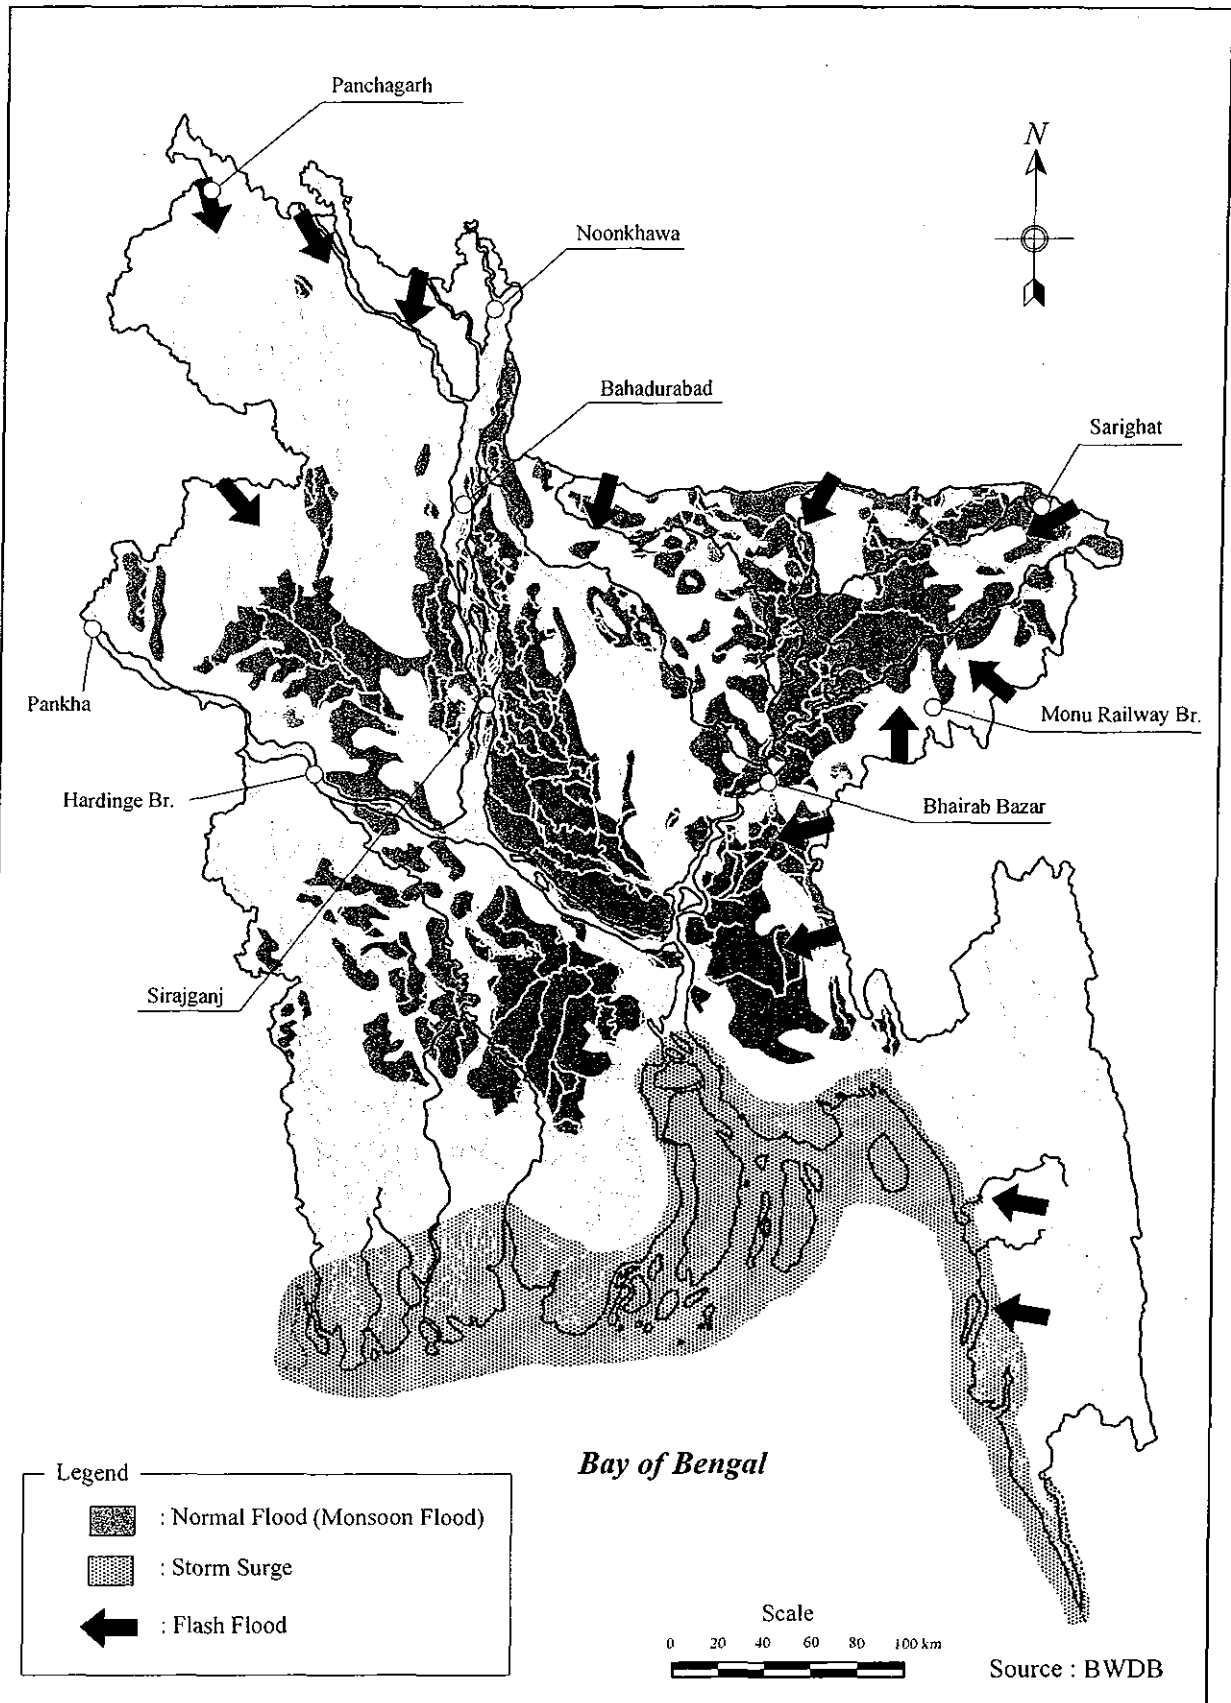 Panchagarh
N
Noonkhawa
Bahadurabad
Sarighat
Pankha
Monu Railway Br.
Hardinge Br.
Bhairab Bazar
Sirajganj
Bay of Bengal
Legend
: Normal Flood (Monsoon Flood)
: Storm Surge
: Flash Flood
Scale
0 20 40 60 80 100 km
Source : BWDB